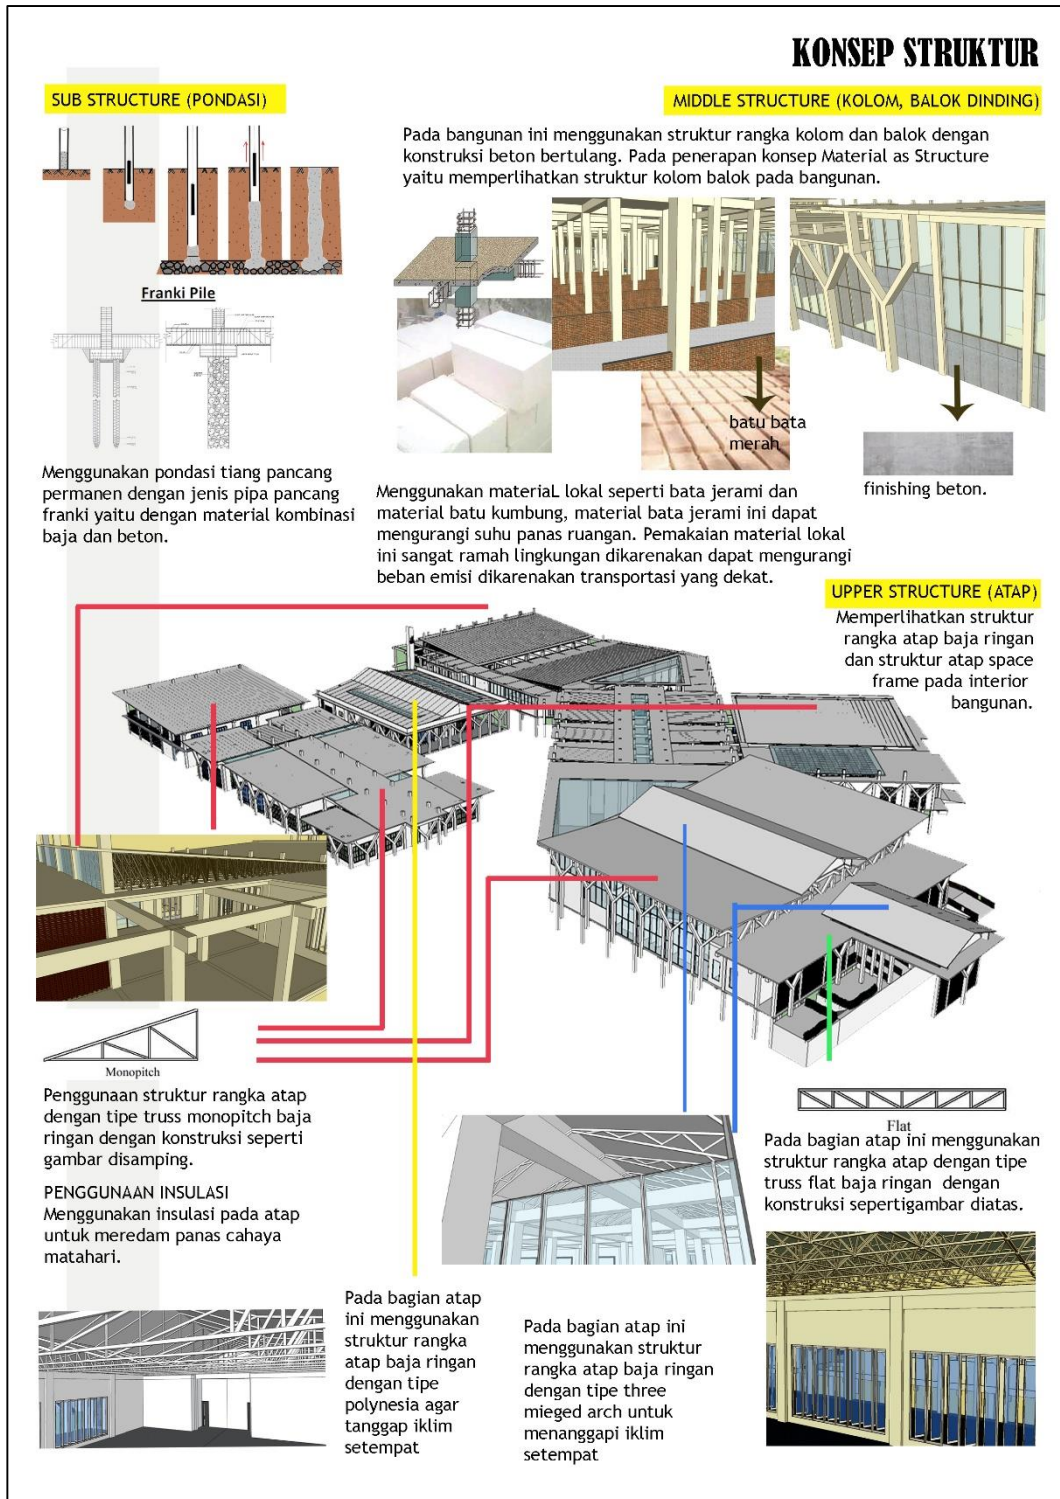 KONSEP STRUKTUR
SUB STRUCTURE (PONDASI)
Franki Pile
Menggunakan pondasi tiang pancang
permanen dengan jenis pipa pancang
franki yaitu dengan material kombinasi
baja dan beton.
MIDDLE STRUCTURE (KOLOM, BALOK DINDING)
Pada bangunan ini menggunakan struktur rangka kolom dan balok dengan
konstruksi beton bertulang. Pada penerapan konsep Material as Structure
yaitu memperlihatkan struktur kolom balok pada bangunan.
batu bata
merah
finishing beton.
Menggunakan materiaL lokal seperti bata jerami dan
material batu kumbung, material bata jerami ini dapat
mengurangi suhu panas ruangan. Pemakaian material lokal
ini sangat ramah lingkungan dikarenakan dapat mengurangi
beban emisi dikarenakan transportasi yang dekat.
UPPER STRUCTURE (ATAP)
Memperlihatkan struktur
rangka atap baja ringan
dan struktur atap space
frame pada interior
bangunan.
Monopitch
Penggunaan struktur rangka atap
dengan tipe truss monopitch baja
ringan dengan konstruksi seperti
gambar disamping.
PENGGUNAAN INSULASI
Menggunakan insulasi pada atap
untuk meredam panas cahaya
matahari.
Pada bagian atap
ini menggunakan
struktur rangka
atap baja ringan
dengan tipe
polynesia agar
tanggap iklim
setempat
Pada bagian atap ini
menggunakan struktur
rangka atap baja ringan
dengan tipe three
mieged arch untuk
menanggapi iklim
setempat
Flat
Pada bagian atap ini menggunakan
struktur rangka atap dengan tipe
truss flat baja ringan dengan
konstruksi sepertigambar diatas.